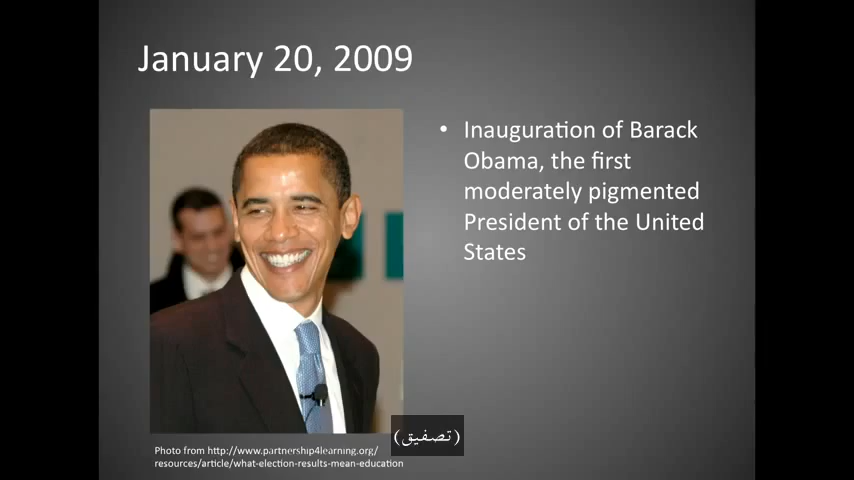 January 20, 2009
• Inauguration of Barack
Obama, the first
moderately pigmented
President of the United
States
(تصفيق)
Photo from http://www.partnership4learning.org/
resources/article/what-election-results-mean-education